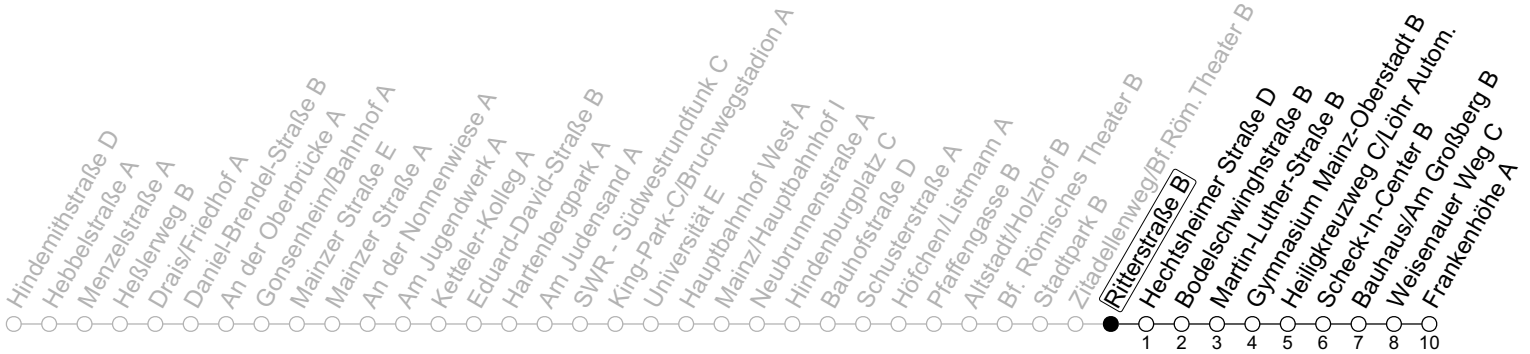 Hindemithstraße D
Hebbelstraße A
Menzelstraße A
Heßlerweg B
Drais/Friedhof A
Daniel-Brendel-Straße B
An der Oberbrücke A
Gonsenheim/Bahnhof A
Mainzer Straße E
Mainzer Straße A
An der Nonnenwiese A
Am Jugendwerk A
Ketteler-Kolleg A
Eduard-David-Straße B
Hartenbergpark A
Am Judensand A
SWR - Südwestrundfunk C
King-Park-C/Bruchwegstadion A
Universität E
Hauptbahnhof West A
Mainz/Hauptbahnhof I
Neubrunnenstraße A
Hindenburgplatz C
Bauhofstraße D
Schusterstraße A
Höfchen/Listmann A
Pfaffengasse B
Altstadt/Holzhof B
Bf. Römisches Theater B
Stadtpark B
Zitadellenweg/Bf.Röm.Theater B
Ritterstraße B
Hechtsheimer Straße D
Bodelschwinghstraße B
Martin-Luther-Straße B
Gymnasium Mainz-Oberstadt B
Heiligkreuzweg C/Löhr Autom.
Scheck-In-Center B
Bauhaus/Am Großberg B
Weisenauer Weg C
Frankenhöhe A
1 2 3 4 5 6 7 8 10